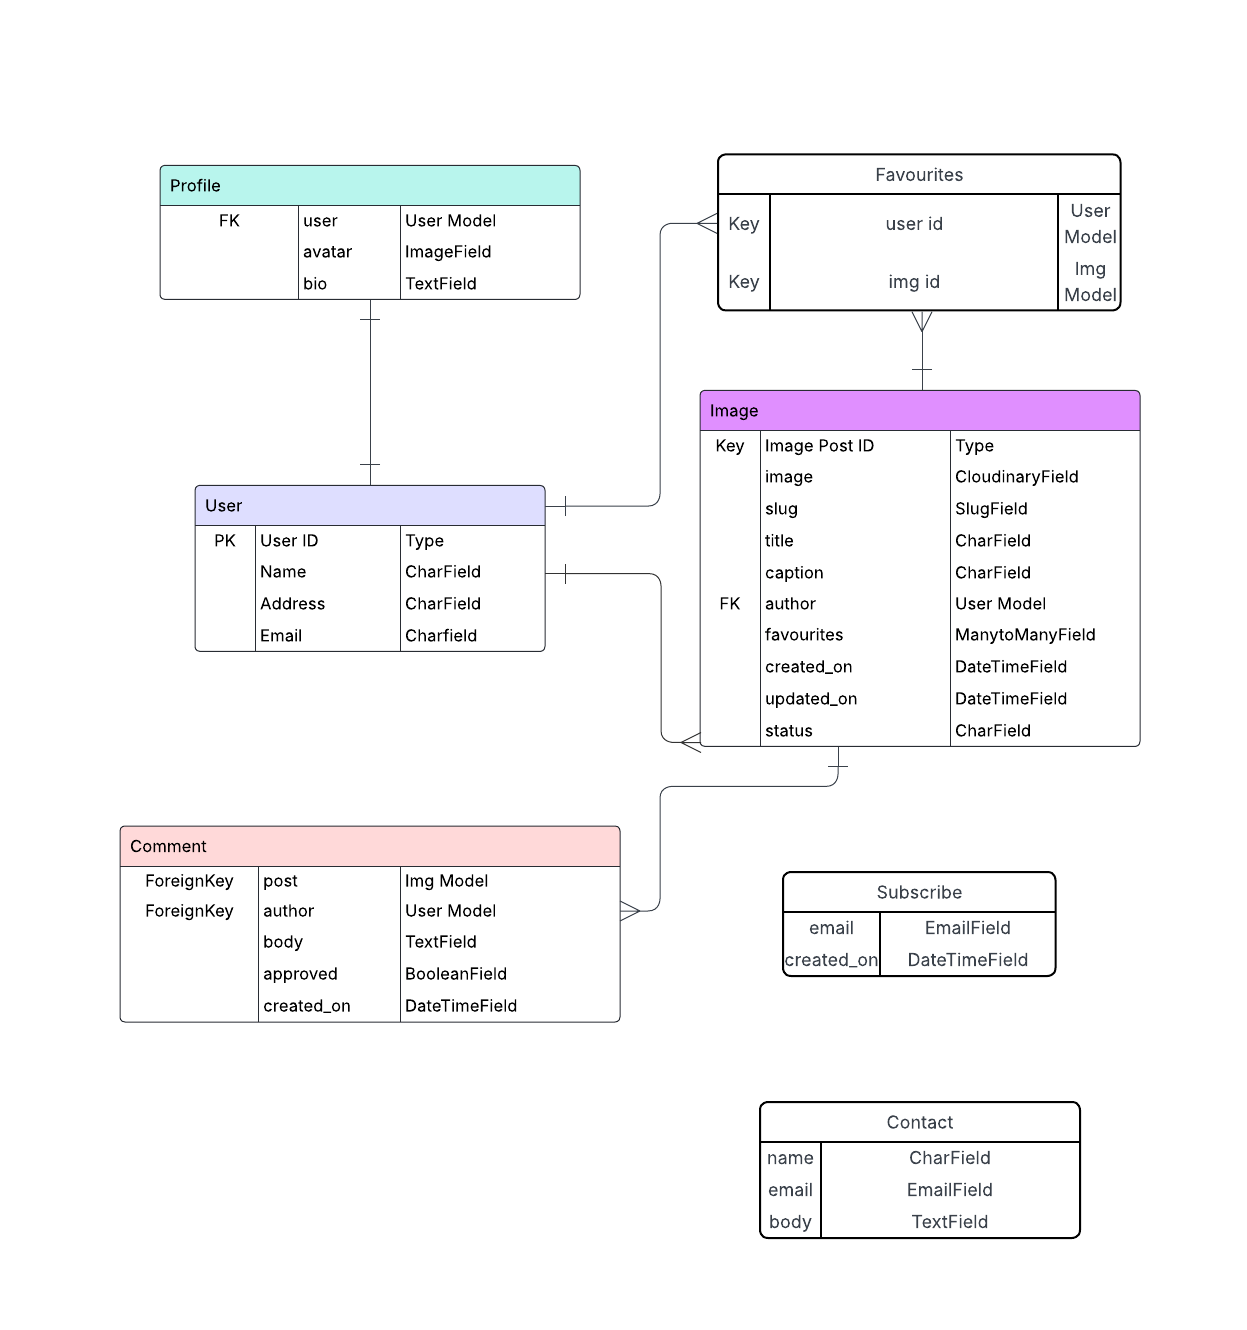 Profile
FK user User Model
avatar ImageField
bio TextField
Favourites
Key user id User Model
Key img id Img Model
User
PK User ID Type
Name CharField
Address CharField
Email Charfield
Image
Key Image Post ID Type
image CloudinaryField
slug SlugField
title CharField
caption CharField
FK author User Model
favourites ManytoManyField
created_on DateTimeField
updated_on DateTimeField
status CharField
Comment
ForeignKey post Img Model
ForeignKey author User Model
body TextField
approved BooleanField
created_on DateTimeField
Subscribe
email EmailField
created_on DateTimeField
Contact
name CharField
email EmailField
body TextField